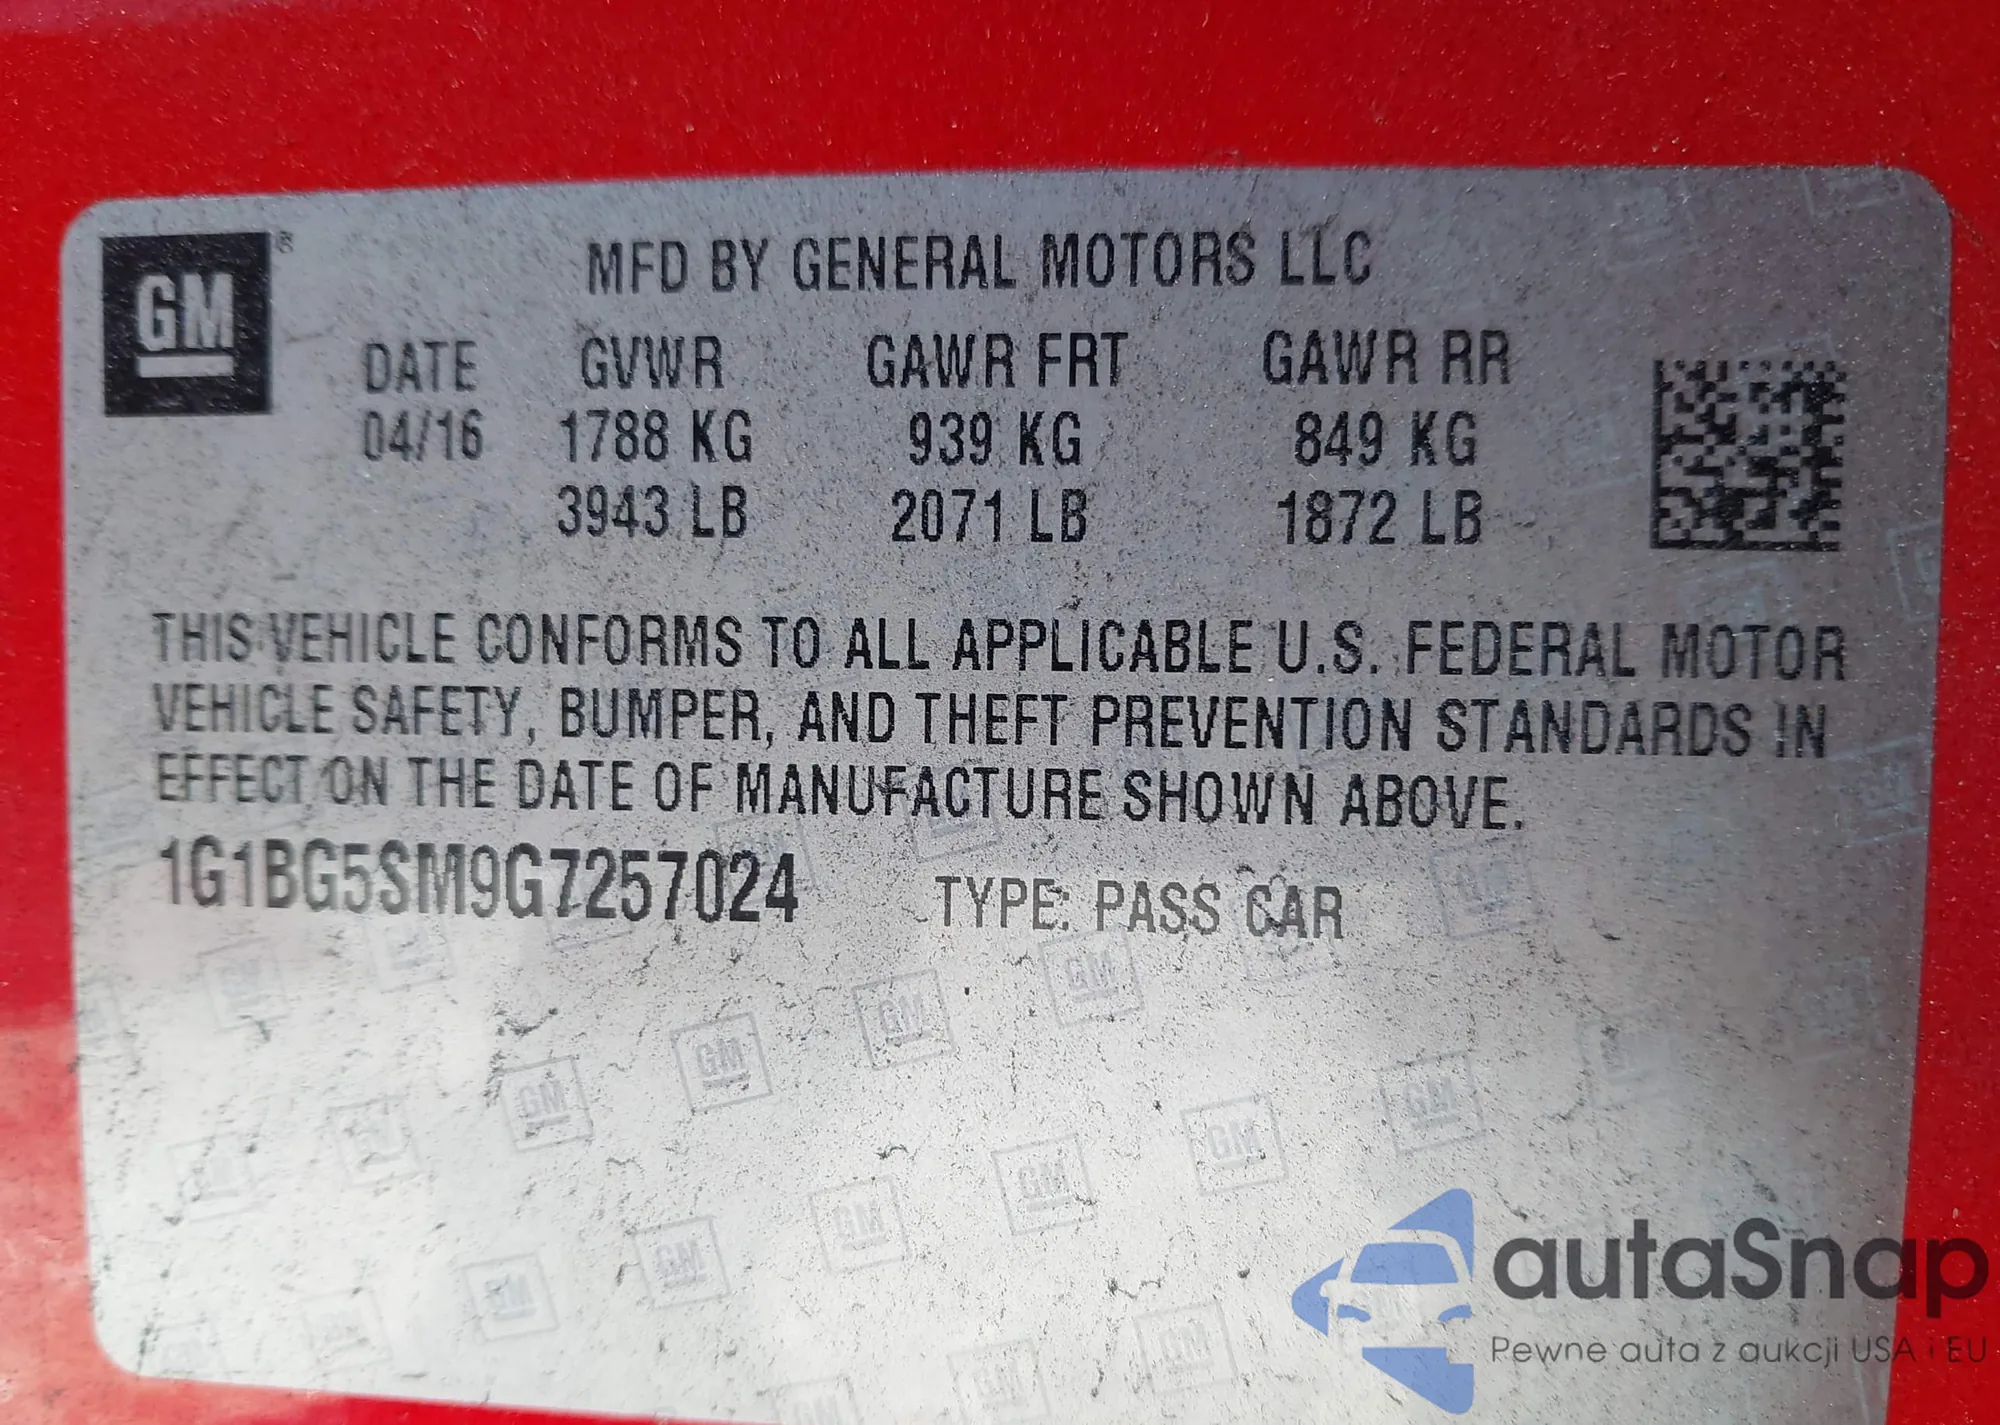 GM ®
MFD BY GENERAL MOTORS LLC
DATE GVWR GAWR FRT GAWR RR
04/16 1788 KG 939 KG 849 KG
3943 LB 2071 LB 1872 LB
THIS VEHICLE CONFORMS TO ALL APPLICABLE U.S. FEDERAL MOTOR
VEHICLE SAFETY, BUMPER, AND THEFT PREVENTION STANDARDS IN
EFFECT ON THE DATE OF MANUFACTURE SHOWN ABOVE.
1G1BG5SM9G7257024 TYPE: PASS CAR
autaSnap
Pewne auta z aukcji USA i EU